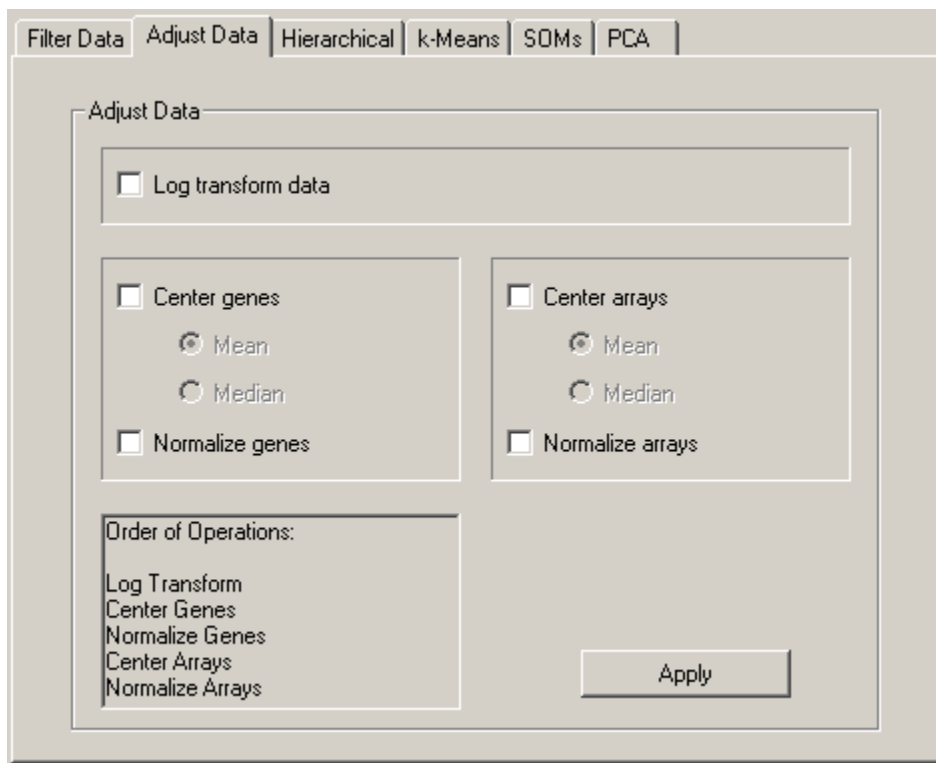 Filter Data Adjust Data Hierarchical k-Means SOMs PCA
Adjust Data
Log transform data
Center genes
Mean
Median
Normalize genes
Center arrays
Mean
Median
Normalize arrays
Order of Operations:
Log Transform
Center Genes
Normalize Genes
Center Arrays
Normalize Arrays
Apply